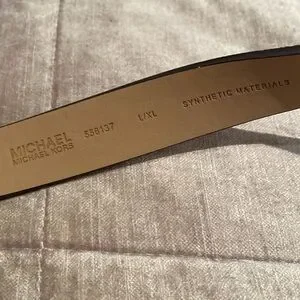 MICHAEL
MICHAEL KORS
558137
L/XL
SYNTHETIC MATERIALS